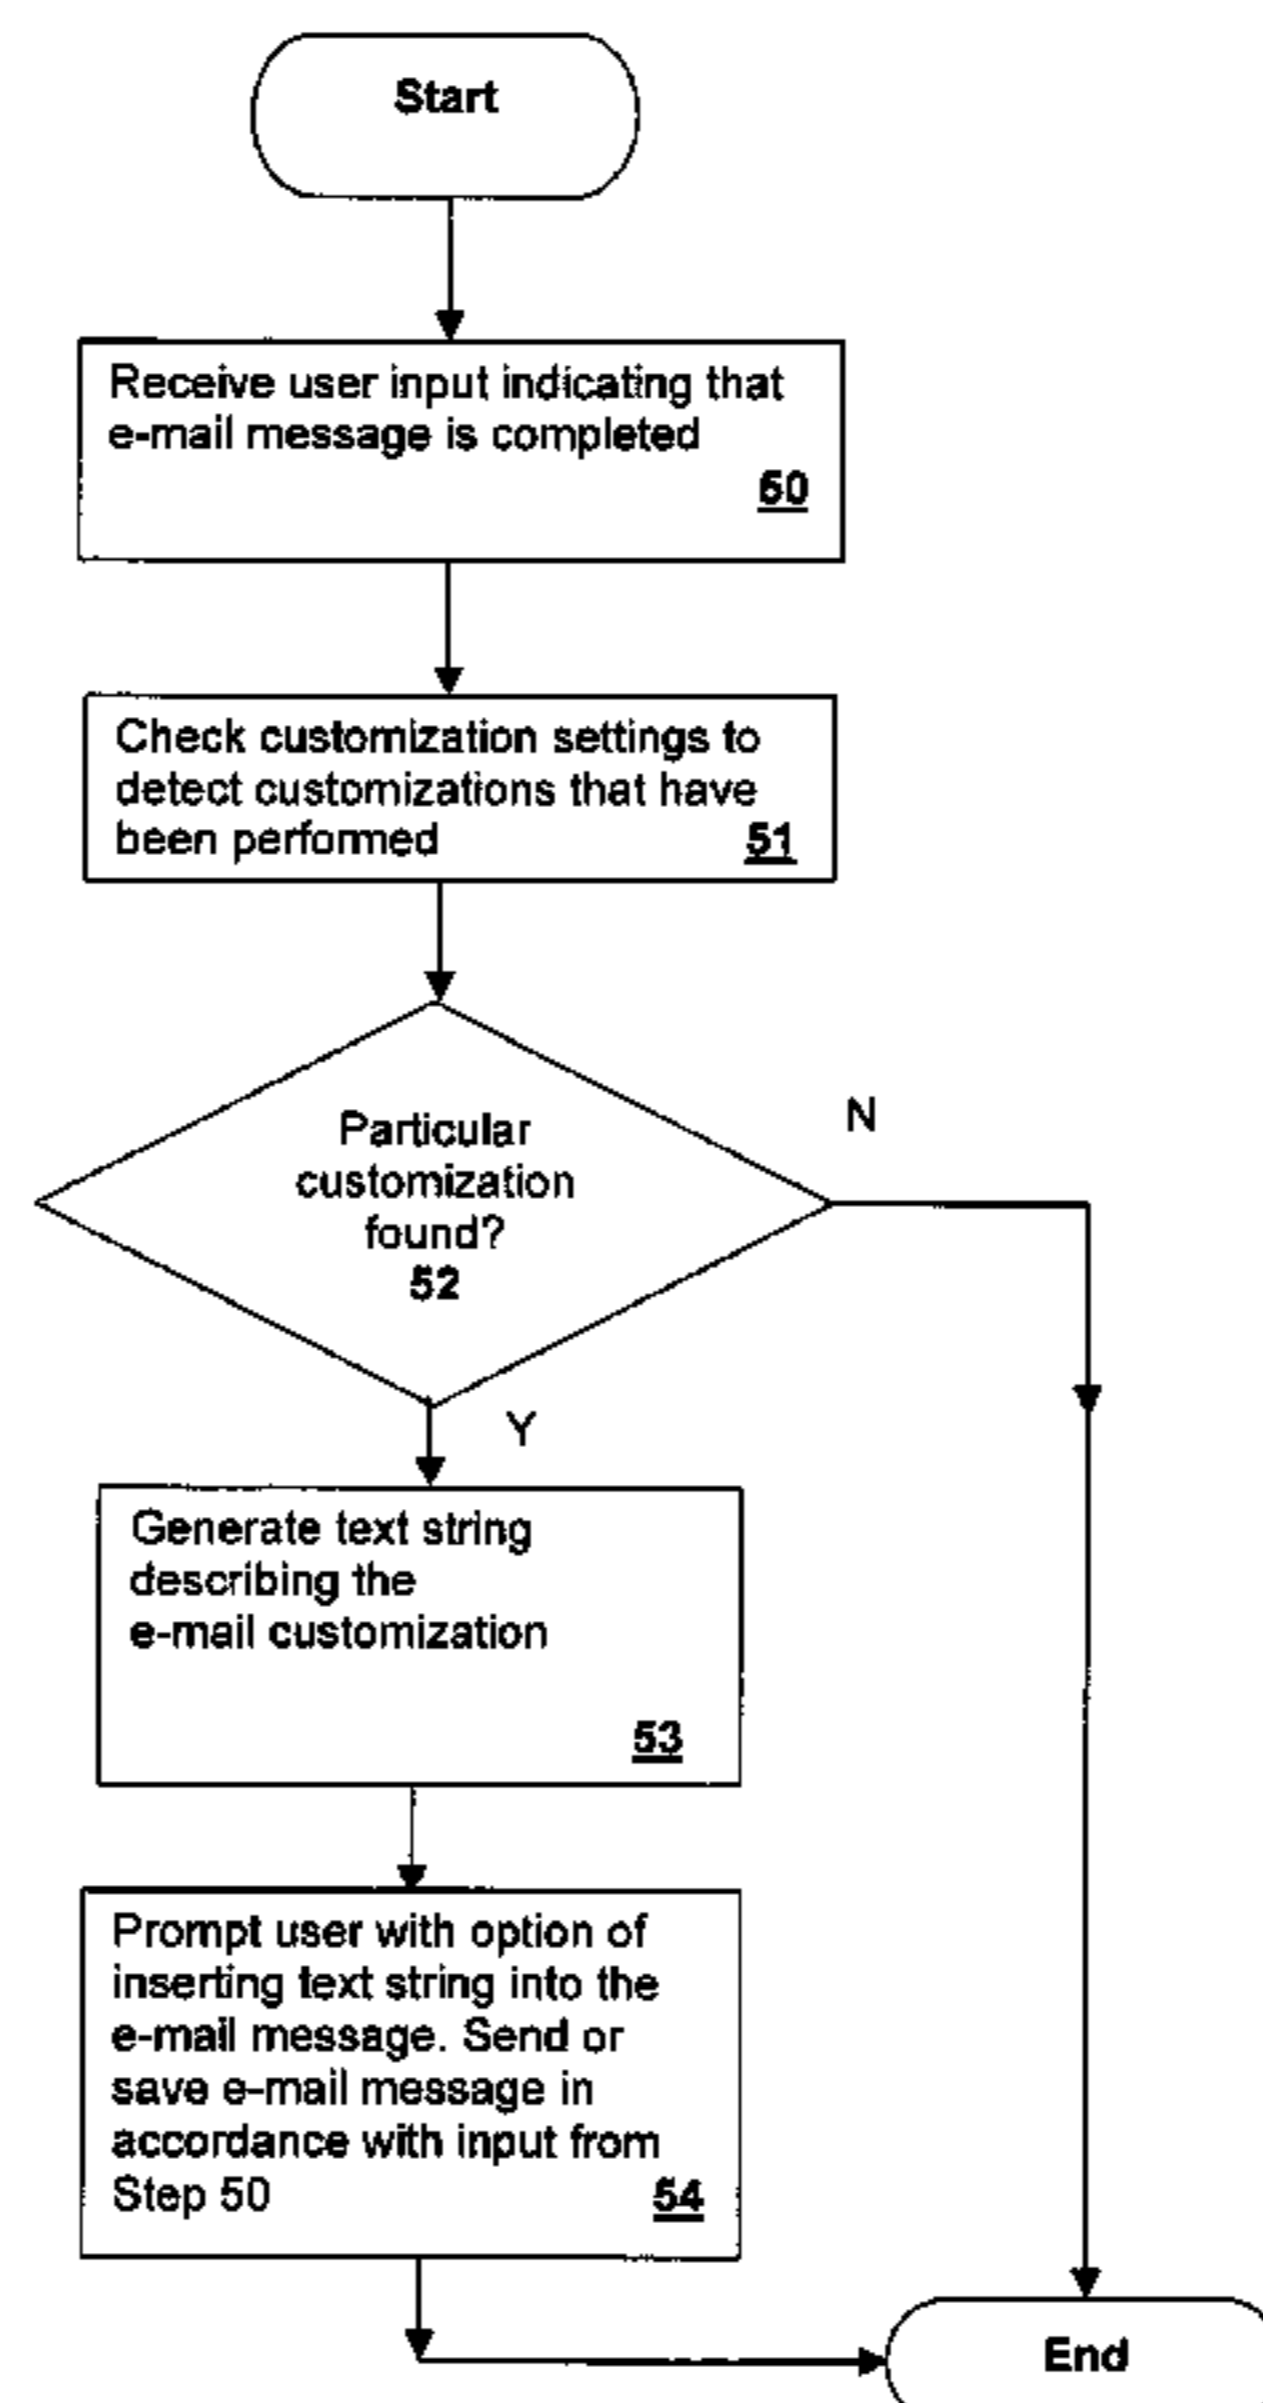 Start
Receive user input indicating that
e-mail message is completed
50
Check customization settings to
detect customizations that have
been performed
51
Particular
customization
found?
52
N
Y
Generate text string
describing the
e-mail customization
53
Prompt user with option of
inserting text string into the
e-mail message. Send or
save e-mail message in
accordance with input from
Step 50
54
End